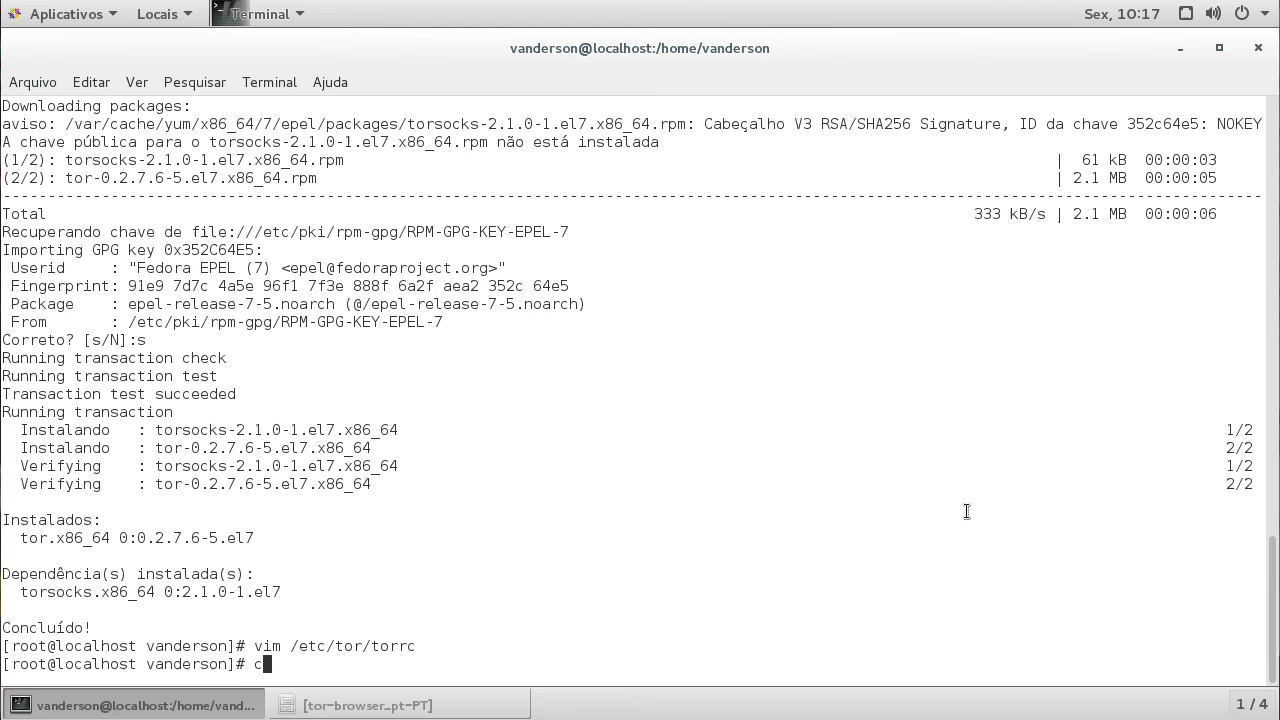 Aplicativos Locais Terminal Sex, 10:17
vanderson@localhost:/home/vanderson
Arquivo Editar Ver Pesquisar Terminal Ajuda
Downloading packages:
aviso: /var/cache/yum/x86_64/7/epel/packages/torsocks-2.1.0-1.el7.x86_64.rpm: Cabeçalho V3 RSA/SHA256 Signature, ID da chave 352c64e5: NOKEY
A chave pública para o torsocks-2.1.0-1.el7.x86_64.rpm não está instalada
(1/2): torsocks-2.1.0-1.el7.x86_64.rpm | 61 kB 00:00:03
(2/2): tor-0.2.7.6-5.el7.x86_64.rpm | 2.1 MB 00:00:05
--------------------------------------------------------------------------------------------------------------------------------------------
Total 333 kB/s | 2.1 MB 00:00:06
Recuperando chave de file:///etc/pki/rpm-gpg/RPM-GPG-KEY-EPEL-7
Importing GPG key 0x352C64E5:
Userid : "Fedora EPEL (7) <epel@fedoraproject.org>"
Fingerprint: 91e9 7d7c 4a5e 96f1 7f3e 888f 6a2f aea2 352c 64e5
Package : epel-release-7-5.noarch (@/epel-release-7-5.noarch)
From : /etc/pki/rpm-gpg/RPM-GPG-KEY-EPEL-7
Correto? [s/N]:s
Running transaction check
Running transaction test
Transaction test succeeded
Running transaction
Instalando : torsocks-2.1.0-1.el7.x86_64 1/2
Instalando : tor-0.2.7.6-5.el7.x86_64 2/2
Verifying : torsocks-2.1.0-1.el7.x86_64 1/2
Verifying : tor-0.2.7.6-5.el7.x86_64 2/2
Instalados:
tor.x86_64 0:0.2.7.6-5.el7
Dependência(s) instalada(s):
torsocks.x86_64 0:2.1.0-1.el7
Concluído!
[root@localhost vanderson]# vim /etc/tor/torrc
[root@localhost vanderson]# c
vanderson@localhost:/home/vand... [tor-browser_pt-PT] 1 / 4